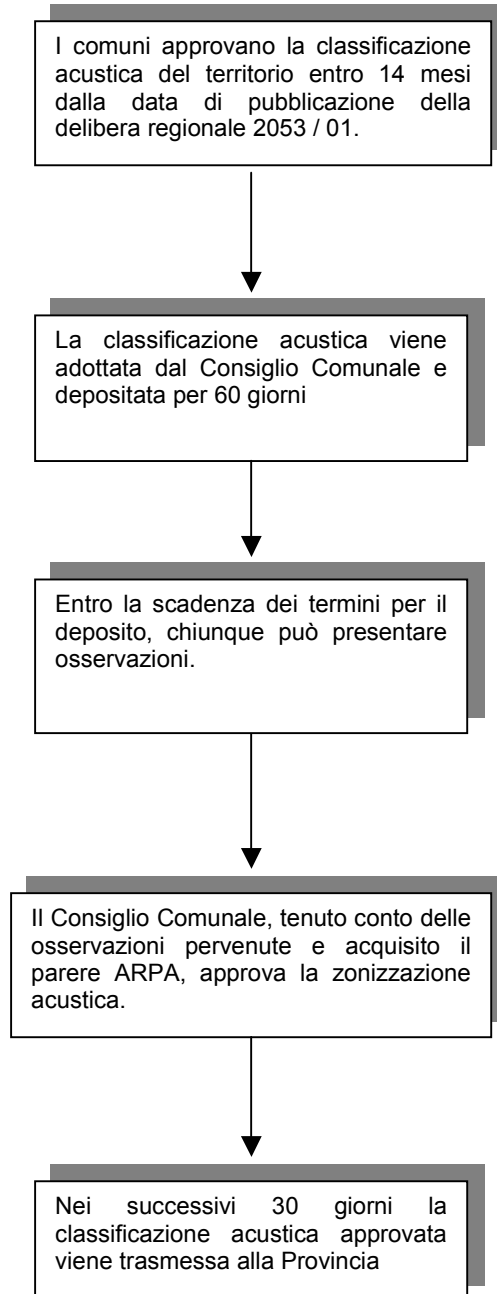 I comuni approvano la classificazione
acustica del territorio entro 14 mesi
dalla data di pubblicazione della
delibera regionale 2053 / 01.
La classificazione acustica viene
adottata dal Consiglio Comunale e
depositata per 60 giorni
Entro la scadenza dei termini per il
deposito, chiunque può presentare
osservazioni.
Il Consiglio Comunale, tenuto conto delle
osservazioni pervenute e acquisito il
parere ARPA, approva la zonizzazione
acustica.
Nei successivi 30 giorni la
classificazione acustica approvata
viene trasmessa alla Provincia